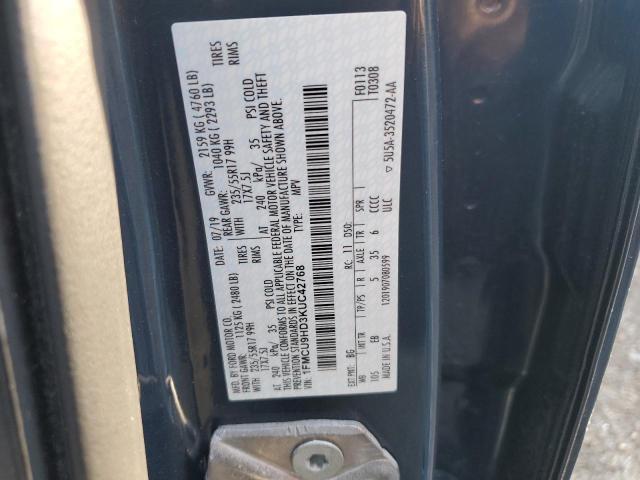 MFD. BY FORD MOTOR CO.
DATE: 07/19 GVWR: 2159 KG ( 4760 LB)
FRONT GAWR: 1125 KG ( 2480 LB)
REAR GAWR: 1040 KG ( 2293 LB)
WITH 235/55R17 99H TIRES
WITH 235/55R17 99H TIRES
17X7.5J RIMS
17X7.5J RIMS
AT 240 kPa/ 35 PSI COLD
AT 240 kPa/ 35 PSI COLD
THIS VEHICLE CONFORMS TO ALL APPLICABLE FEDERAL MOTOR VEHICLE SAFETY AND THEFT
PREVENTION STANDARDS IN EFFECT ON THE DATE OF MANUFACTURE SHOWN ABOVE.
VIN: 1FMCU9HD3KUC42768
TYPE: MPV
F0113
T0308
EXT PNT: BG RC: 11 DSO:
WB INT TR TP/PS R AXLE TR SPR
105 EB 5 35 6 CCCC
ULC
MADE IN U.S.A. 1201907080599
5U5A-3520472-AA